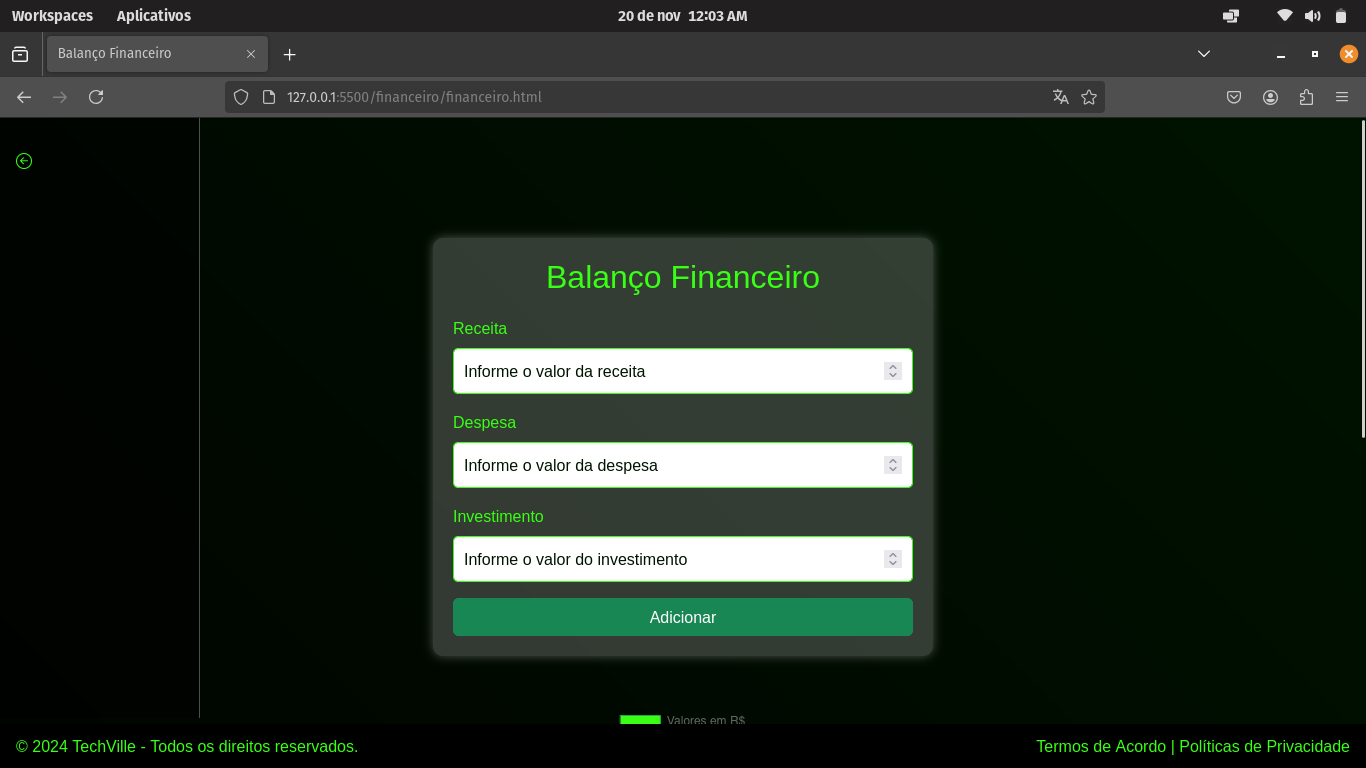 Workspaces Aplicativos 20 de nov 12:03 AM
Balanço Financeiro
127.0.0.1:5500/financeiro/financeiro.html
Balanço Financeiro
Receita
Informe o valor da receita
Despesa
Informe o valor da despesa
Investimento
Informe o valor do investimento
Adicionar
Valores em R$
© 2024 TechVille - Todos os direitos reservados. Termos de Acordo | Políticas de Privacidade